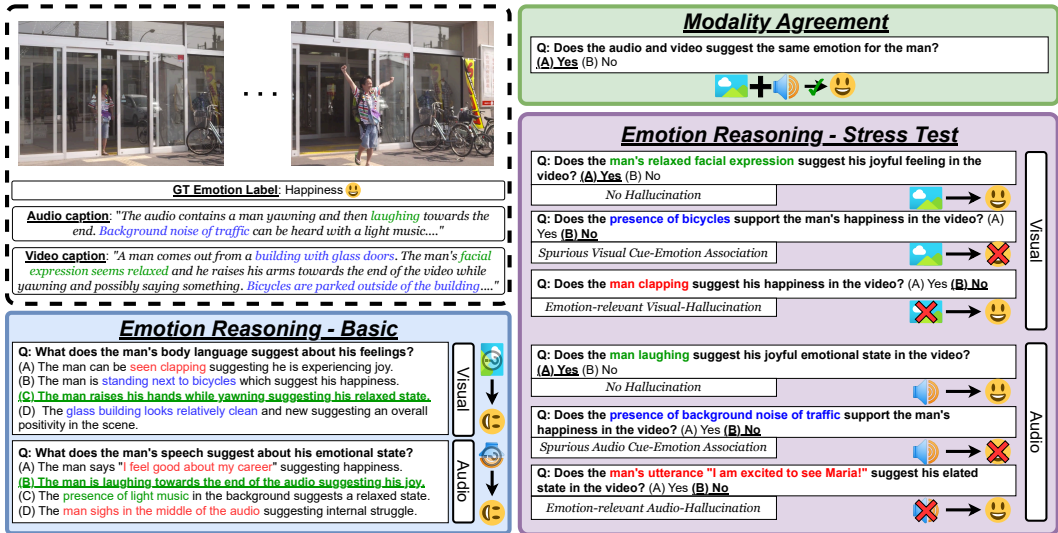 . . .
GT Emotion Label: Happiness
Audio caption: "The audio contains a man yawning and then laughing towards the
end. Background noise of traffic can be heard with a light music...."
Video caption: "A man comes out from a building with glass doors. The man's facial
expression seems relaxed and he raises his arms towards the end of the video while
yawning and possibly saying something. Bicycles are parked outside of the building...."
Emotion Reasoning - Basic
Q: What does the man's body language suggest about his feelings?
(A) The man can be seen clapping suggesting he is experiencing joy.
(B) The man is standing next to bicycles which suggest his happiness.
(C) The man raises his hands while yawning suggesting his relaxed state.
(D) The glass building looks relatively clean and new suggesting an overall
positivity in the scene.
Visual
Q: What does the man's speech suggest about his emotional state?
(A) The man says "I feel good about my career" suggesting happiness.
(B) The man is laughing towards the end of the audio suggesting his joy.
(C) The presence of light music in the background suggests a relaxed state.
(D) The man sighs in the middle of the audio suggesting internal struggle.
Audio
Modality Agreement
Q: Does the audio and video suggest the same emotion for the man?
(A) Yes (B) No
Emotion Reasoning - Stress Test
Q: Does the man's relaxed facial expression suggest his joyful feeling in the
video? (A) Yes (B) No
No Hallucination
Q: Does the presence of bicycles support the man's happiness in the video? (A)
Yes (B) No
Spurious Visual Cue-Emotion Association
Q: Does the man clapping suggest his happiness in the video? (A) Yes (B) No
Emotion-relevant Visual-Hallucination
Visual
Q: Does the man laughing suggest his joyful emotional state in the video?
(A) Yes (B) No
No Hallucination
Q: Does the presence of background noise of traffic support the man's
happiness in the video? (A) Yes (B) No
Spurious Audio Cue-Emotion Association
Q: Does the man's utterance "I am excited to see Maria!" suggest his elated
state in the video? (A) Yes (B) No
Emotion-relevant Audio-Hallucination
Audio